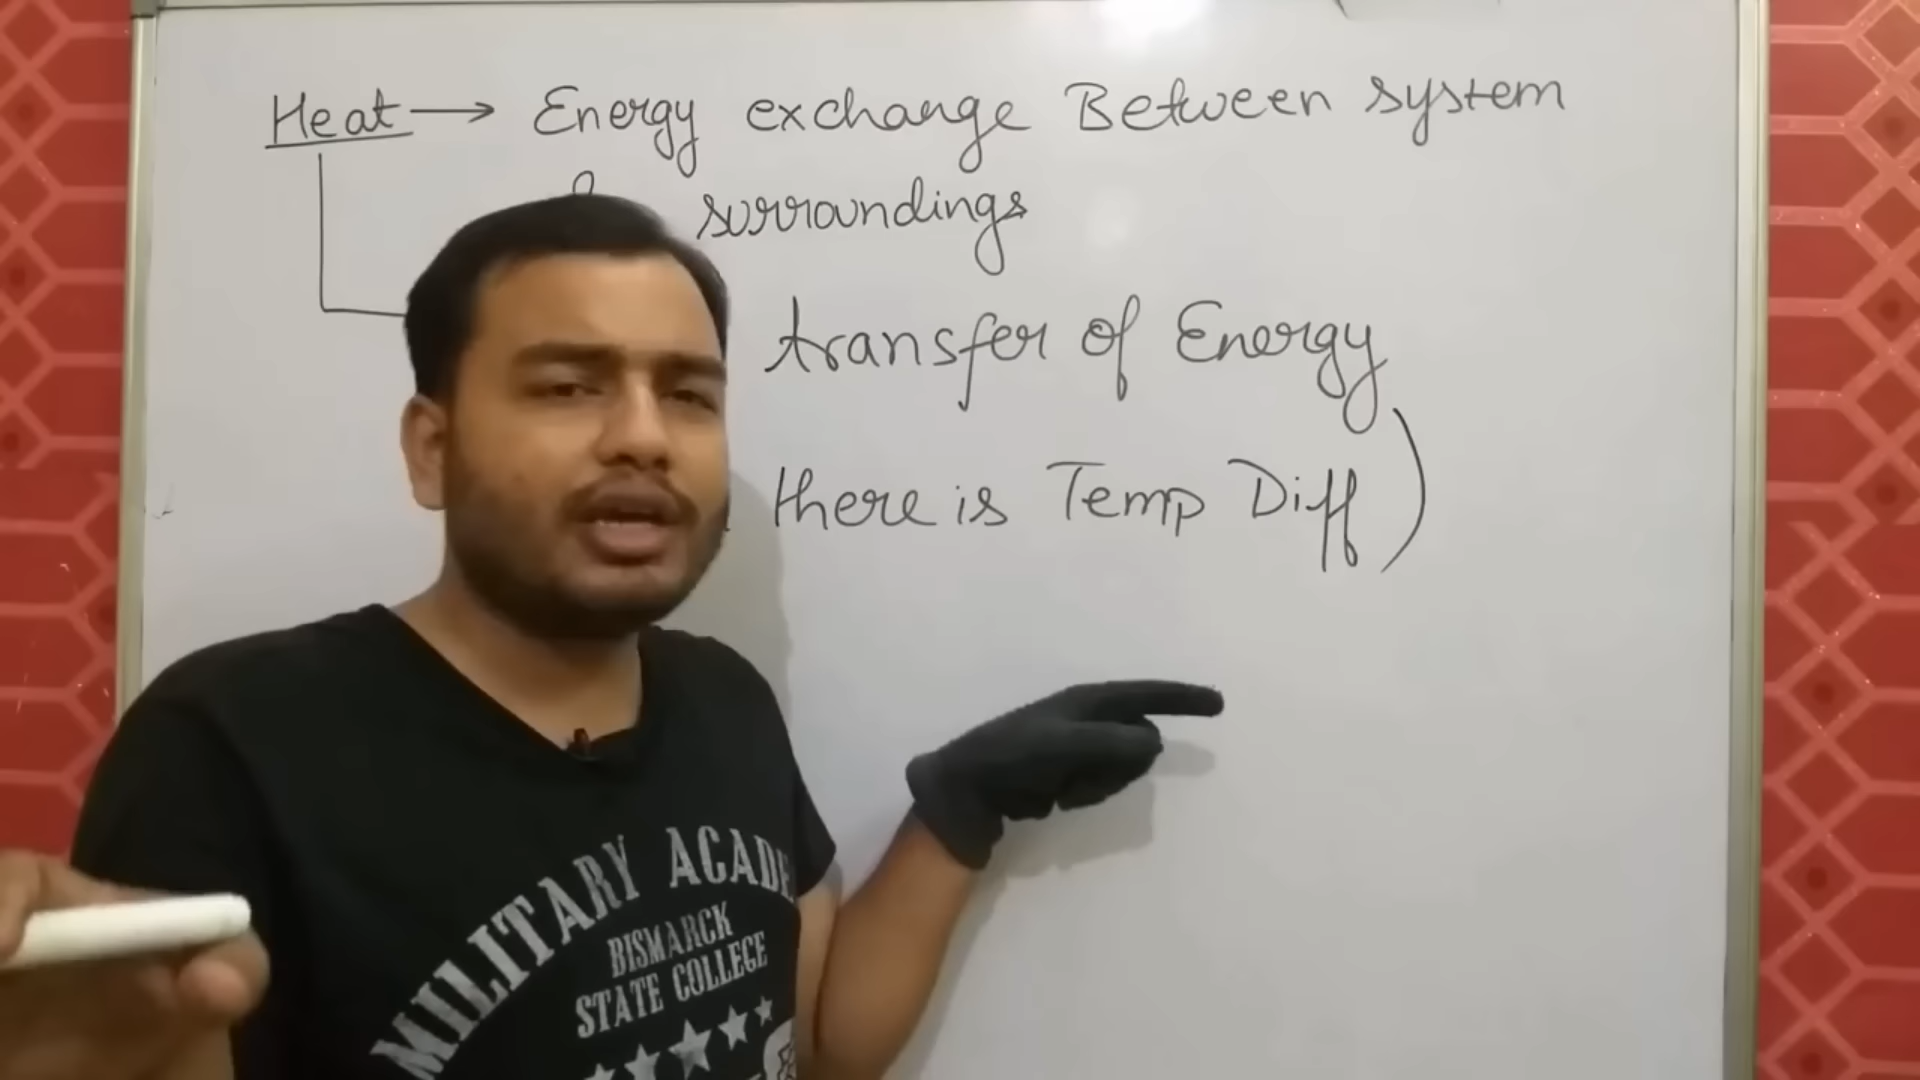 Heat → Energy exchange Between system
surroundings
transfer of Energy
there is Temp Diff)
MILITARY ACADE
BISMARCK
STATE COLLEGE